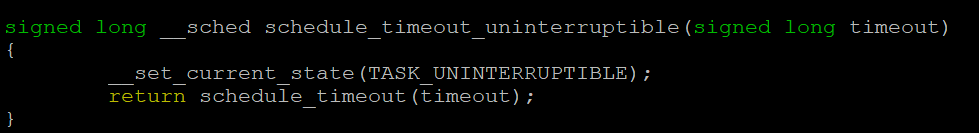 signed long __sched schedule_timeout_uninterruptible(signed long timeout)
{
        __set_current_state(TASK_UNINTERRUPTIBLE);
        return schedule_timeout(timeout);
}